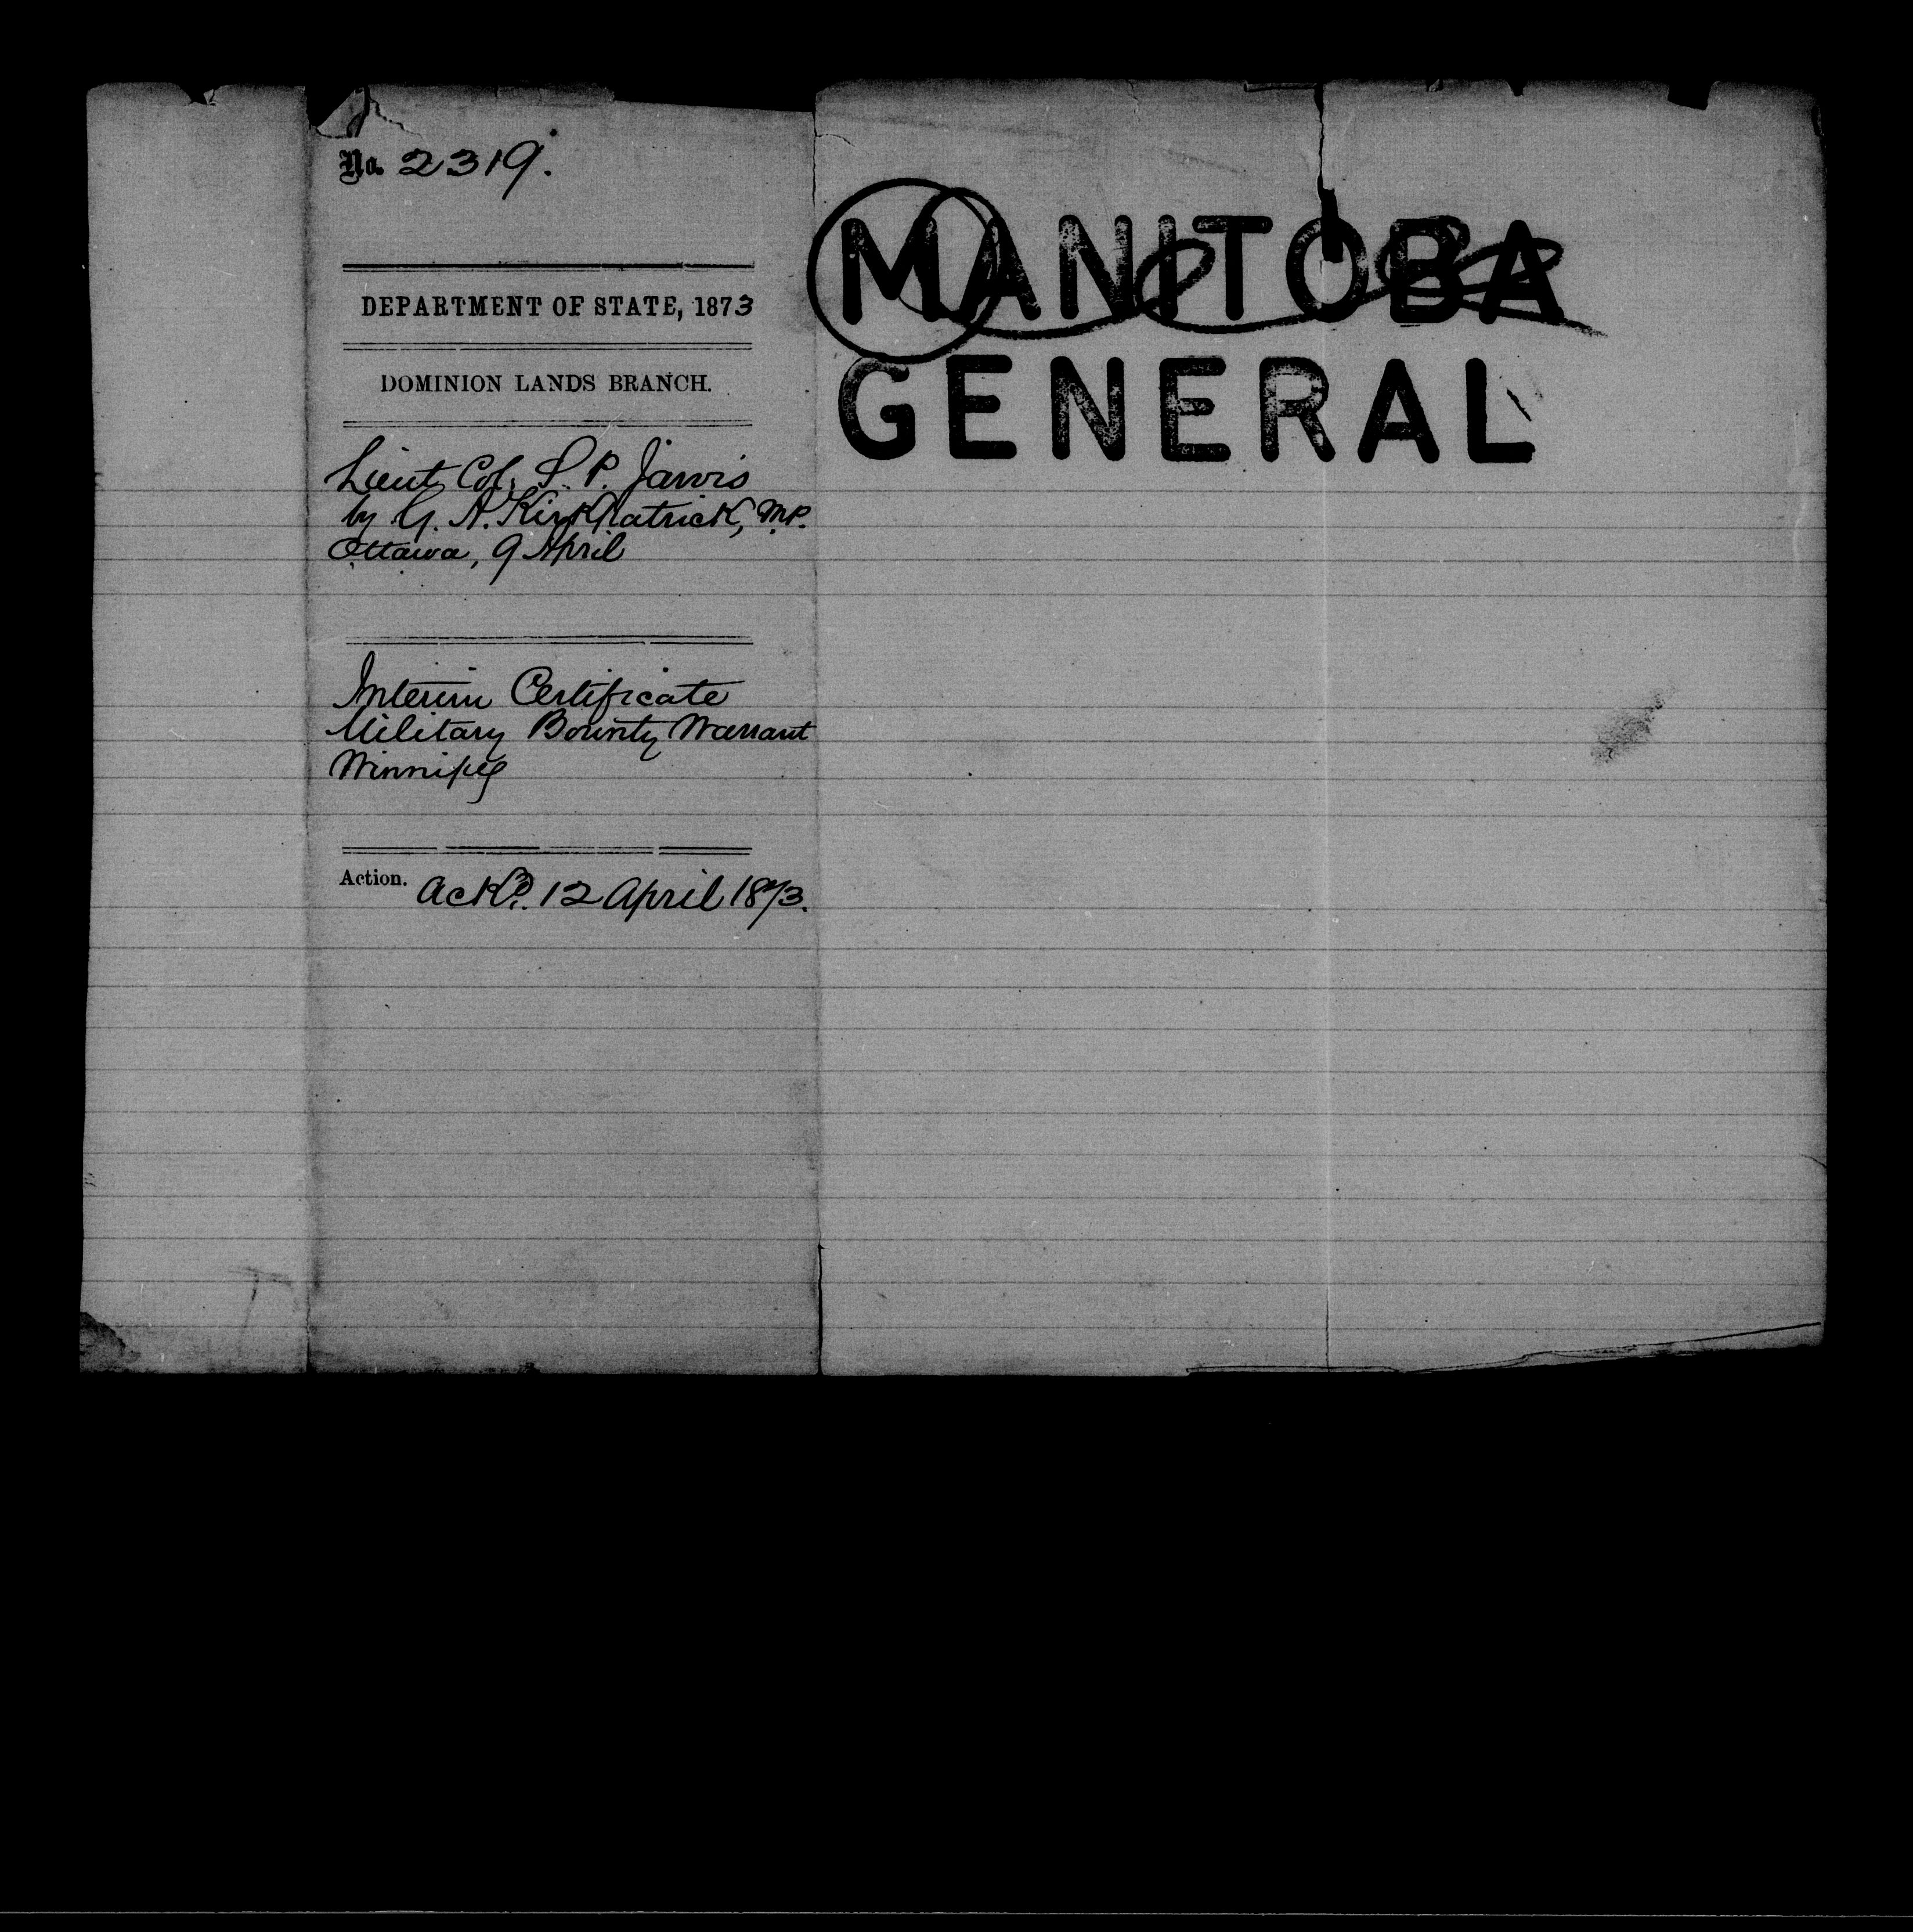 No. 2319.
DEPARTMENT OF STATE, 1873
DOMINION LANDS BRANCH.
Lieut Col. S. P. Jarvis
by G. A. Kirkpatrick, M.P.
Ottawa, 9 April
Interim Certificate
Military Bounty Warrant
Winnipeg
Action. Ackd. 12 April 1873.
MANITOBA
GENERAL